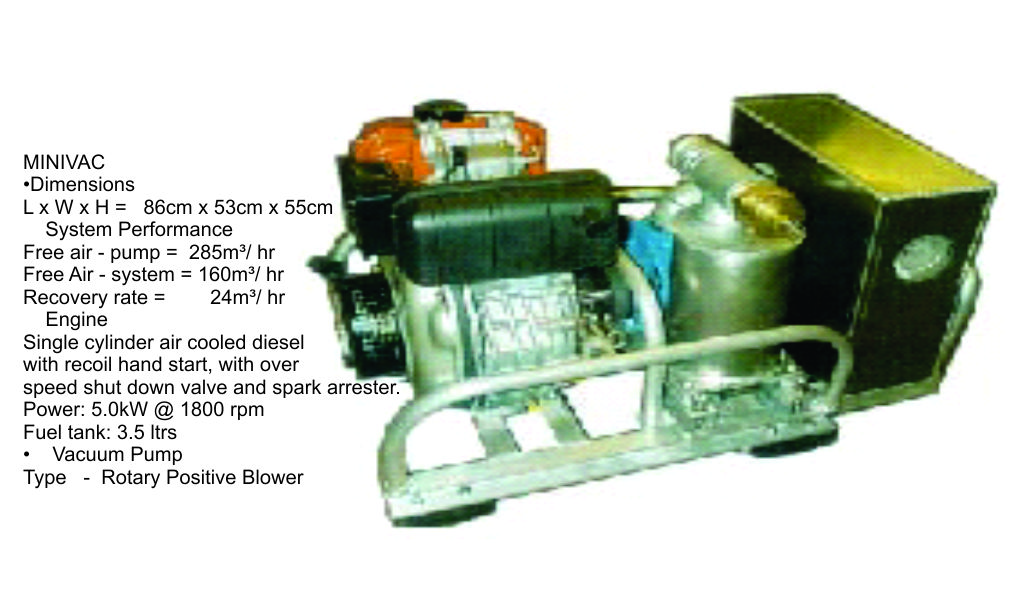 MINIVAC
•Dimensions
L x W x H = 86cm x 53cm x 55cm
System Performance
Free air - pump = 285m³/ hr
Free Air - system = 160m³/ hr
Recovery rate = 24m³/ hr
Engine
Single cylinder air cooled diesel
with recoil hand start, with over
speed shut down valve and spark arrester.
Power: 5.0kW @ 1800 rpm
Fuel tank: 3.5 ltrs
• Vacuum Pump
Type - Rotary Positive Blower